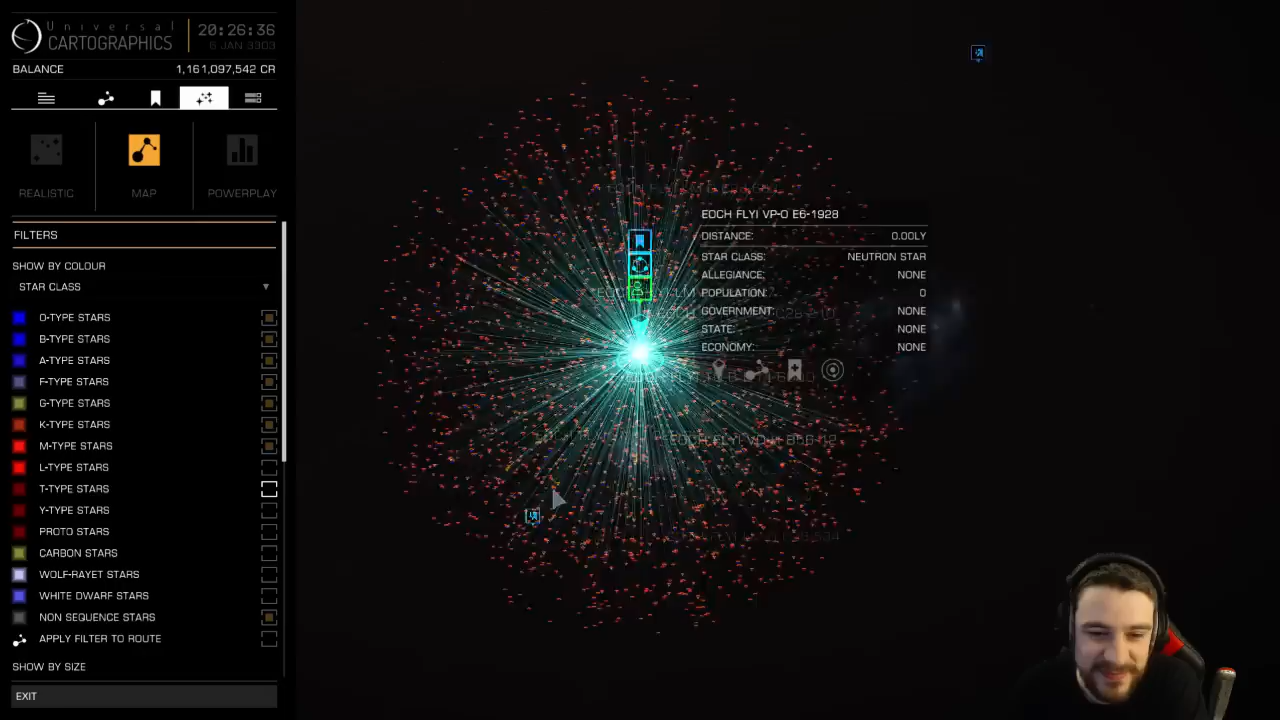 Universal
CARTOGRAPHICS
20:26:36
6 JAN 3303
BALANCE
1,161,097,542 CR
REALISTIC
MAP
POWERPLAY
FILTERS
SHOW BY COLOUR
STAR CLASS
O-TYPE STARS
B-TYPE STARS
A-TYPE STARS
F-TYPE STARS
G-TYPE STARS
K-TYPE STARS
M-TYPE STARS
L-TYPE STARS
T-TYPE STARS
Y-TYPE STARS
PROTO STARS
CARBON STARS
WOLF-RAYET STARS
WHITE DWARF STARS
NON SEQUENCE STARS
APPLY FILTER TO ROUTE
SHOW BY SIZE
EXIT
EOCH FLYI VP-O E6-1928
DISTANCE: 0.00LY
STAR CLASS: NEUTRON STAR
ALLEGIANCE: NONE
POPULATION: 0
GOVERNMENT: NONE
STATE: NONE
ECONOMY: NONE